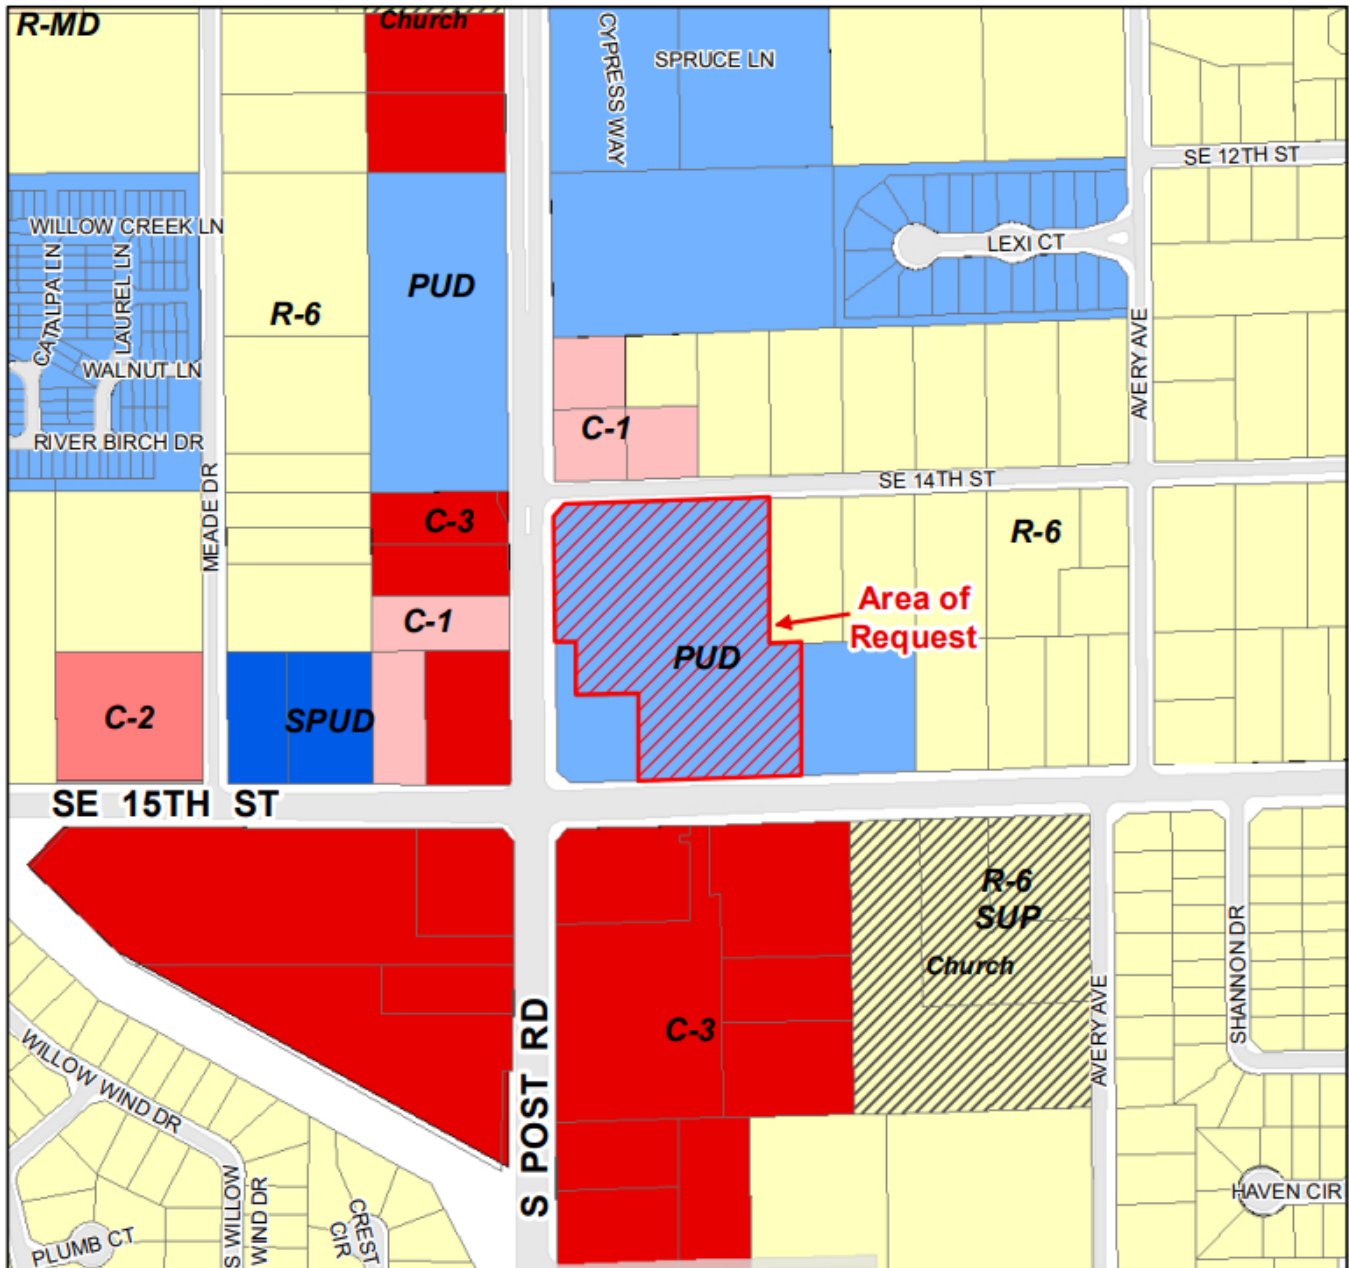 R-MD
Church
CYPRESS WAY
SPRUCE LN
SE 12TH ST
WILLOW CREEK LN
CATALPA LN
LAUREL LN
WALNUT LN
RIVER BIRCH DR
PUD
R-6
LEXI CT
AVERY AVE
C-1
SE 14TH ST
MEADE DR
C-3
C-1
R-6
Area of
Request
PUD
C-2
SPUD
SE 15TH ST
R-6
SUP
Church
C-3
S POST RD
AVERY AVE
SHANNON DR
WILLOW WIND DR
S WILLOW
WIND DR
CREST
CIR
PLUMB CT
HAVEN CIR